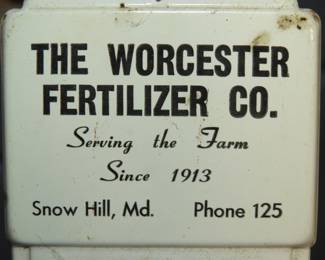 THE WORCESTER
FERTILIZER CO.
Serving the Farm
Since 1913
Snow Hill, Md. Phone 125